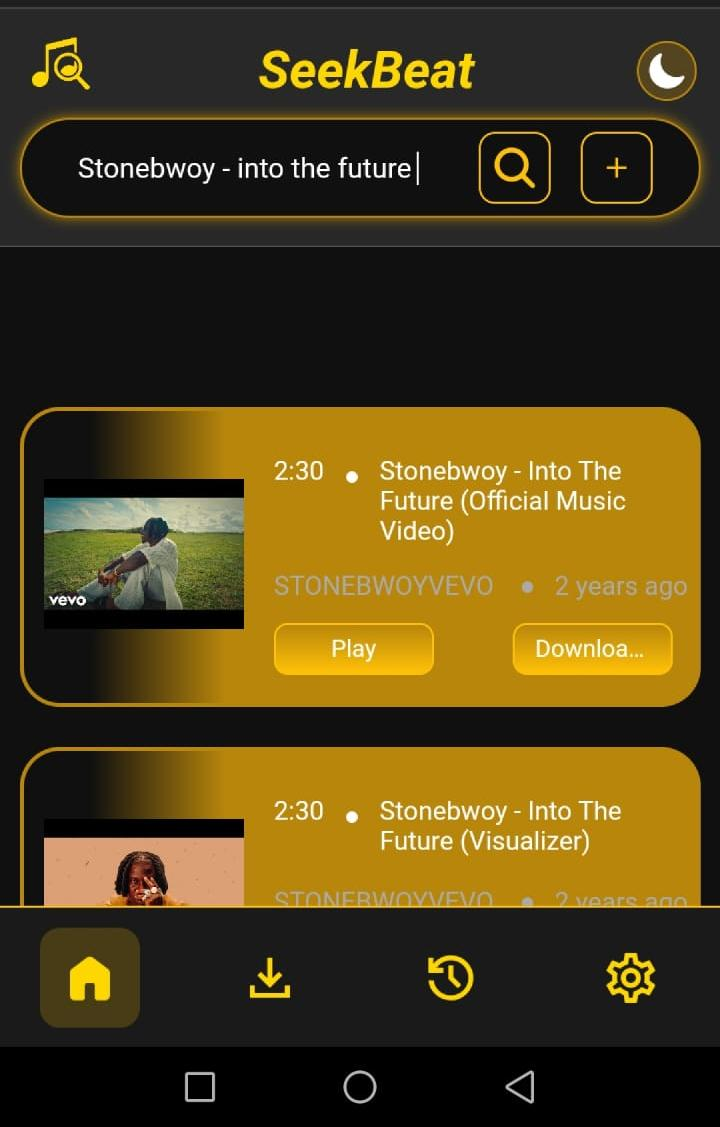 SeekBeat
Stonebwoy - into the future
+
2:30 • Stonebwoy - Into The
Future (Official Music
Video)
vevo
STONEBWOYVEVO • 2 years ago
Play Downloa...
2:30 • Stonebwoy - Into The
Future (Visualizer)
STONEBWOYVEVO • 2 years ago